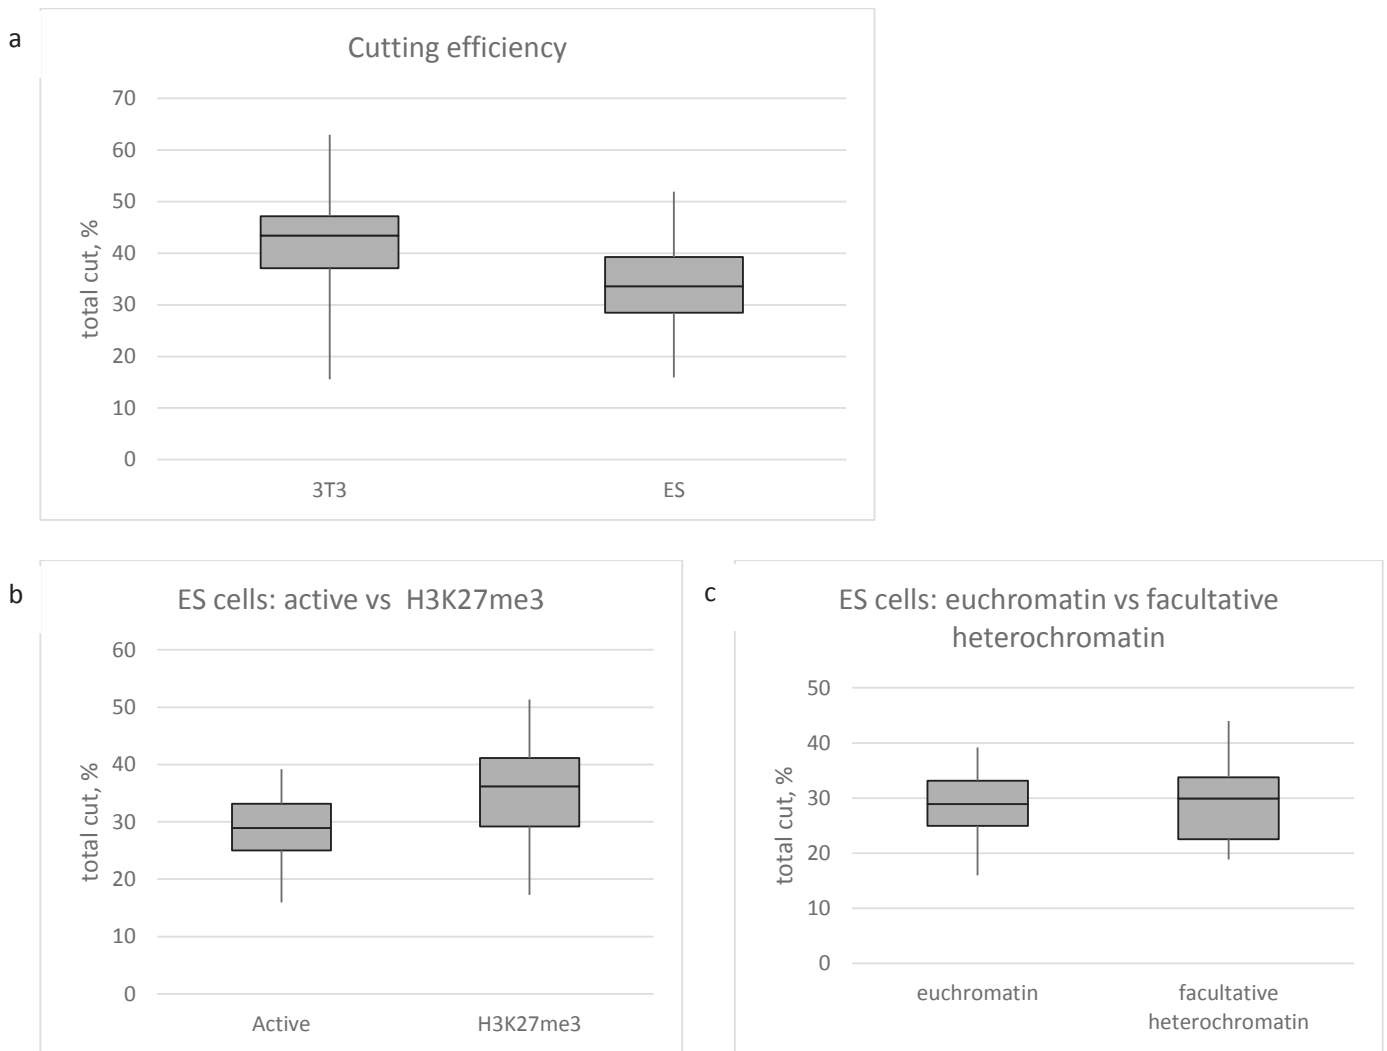 a
Cutting efficiency
total cut, %
70
60
50
40
30
20
10
0
3T3
ES
b
ES cells: active vs H3K27me3
total cut, %
60
50
40
30
20
10
0
Active
H3K27me3
c
ES cells: euchromatin vs facultative
heterochromatin
total cut, %
50
40
30
20
10
0
euchromatin
facultative
heterochromatin